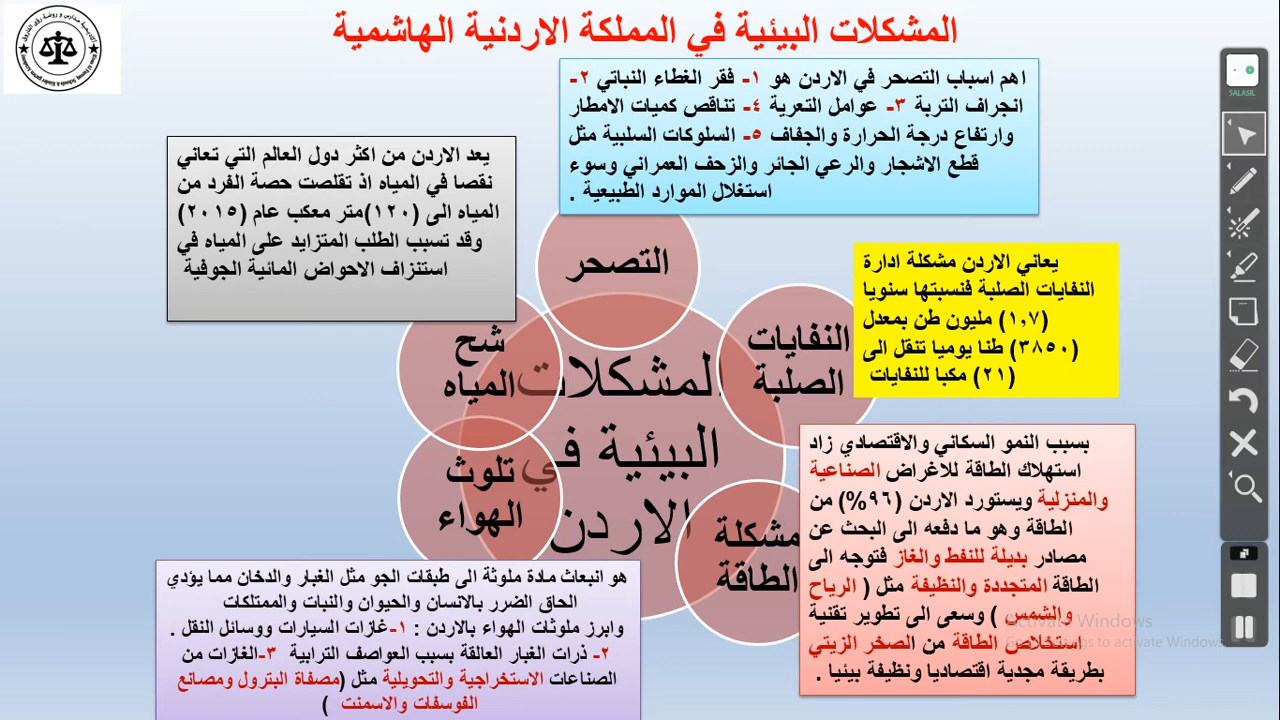 المشكلات البيئية في المملكة الاردنية الهاشمية
اهم اسباب التصحر في الاردن هو ١- فقر الغطاء النباتي ٢-
انجراف التربة ٣- عوامل التعرية ٤- تناقص كميات الامطار
وارتفاع درجة الحرارة والجفاف ٥- السلوكات السلبية مثل
قطع الاشجار والرعي الجائر والزحف العمراني وسوء
استغلال الموارد الطبيعية .
يعد الاردن من اكثر دول العالم التي تعاني
نقصا في المياه اذ تقلصت حصة الفرد من
المياه الى (١٢٠)متر معكب عام (٢٠١٥)
وقد تسبب الطلب المتزايد على المياه في
استنزاف الاحواض المائية الجوفية
التصحر
يعاني الاردن مشكلة ادارة
النفايات الصلبة فنسبتها سنويا
(١,٧) مليون طن بمعدل
(٣٨٥٠) طنا يوميا تنقل الى
(٢١) مكبا للنفايات
النفايات
الصلبة
شح
المياه
المشكلات
البيئية في
الاردن
تلوث
الهواء
مشكلة
الطاقة
بسبب النمو السكاني والاقتصادي زاد
استهلاك الطاقة للاغراض الصناعية
والمنزلية ويستورد الاردن (٩٦%) من
الطاقة وهو ما دفعه الى البحث عن
مصادر بديلة للنفط والغاز فتوجه الى
الطاقة المتجددة والنظيفة مثل ( الرياح
والشمس ) وسعى الى تطوير تقنية
استخلاص الطاقة من الصخر الزيتي
بطريقة مجدية اقتصاديا ونظيفة بيئيا .
هو انبعاث مادة ملوثة الى طبقات الجو مثل الغبار والدخان مما يؤدي
الحاق الضرر بالانسان والحيوان والنبات والممتلكات
وابرز ملوثات الهواء بالاردن : ١-غازات السيارات ووسائل النقل .
٢- ذرات الغبار العالقة بسبب العواصف الترابية ٣-الغازات من
الصناعات الاستخراجية والتحويلية مثل (مصفاة البترول ومصانع
الفوسفات والاسمنت )
SALASIL
Activate Windows
Go to Settings to activate Windows.